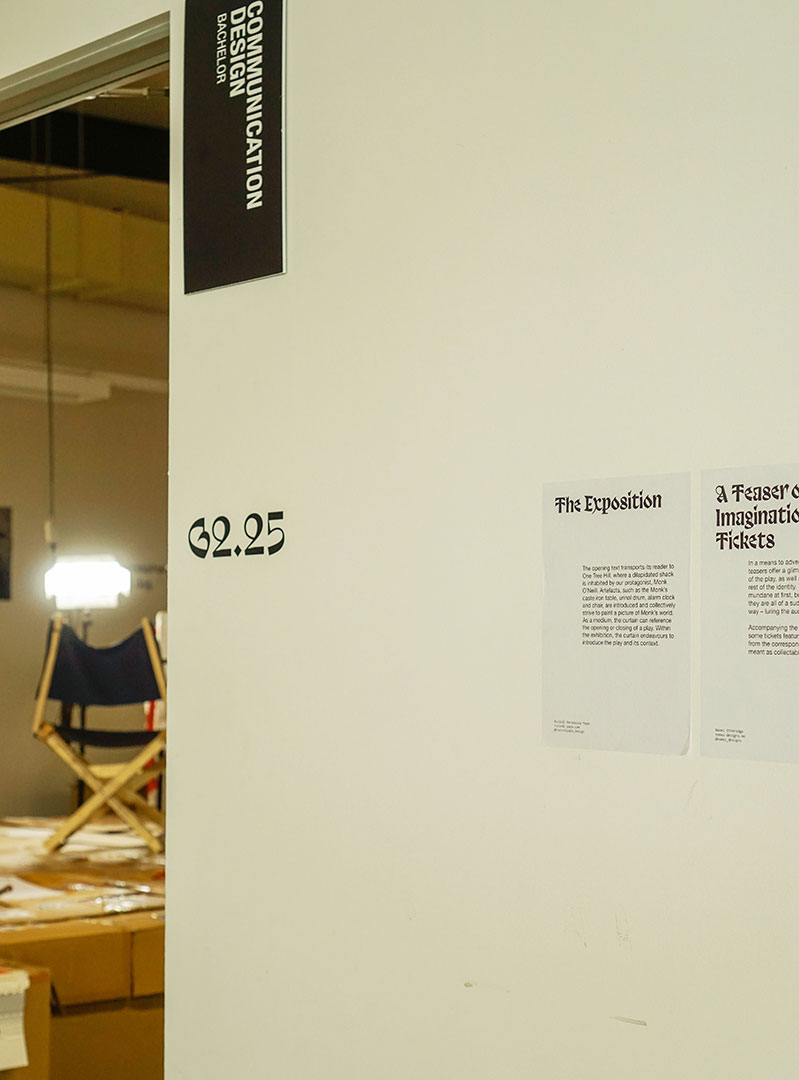 COMMUNICATION
DESIGN
BACHELOR
G2.25
The Exposition
The opening text transports its reader to
One Tree Hill, where a dilapidated shack
is inhabited by our protagonist, Monk
O'Neill. Artefacts, such as the Monk's
caste iron table, urinal drum, alarm clock
and chair, are introduced and collectively
strive to paint a picture of Monk's world.
As a medium, the curtain can reference
the opening or closing of a play. Within
the exhibition, the curtain endeavours to
introduce the play and its context.
A Teaser o
Imaginatio
Tickets
In a means to adve
teasers offer a glim
of the play, as well
rest of the identity.
mundane at first, b
they are all of a sud
way – luring the aud
Accompanying the
some tickets featur
from the correspon
meant as collectab